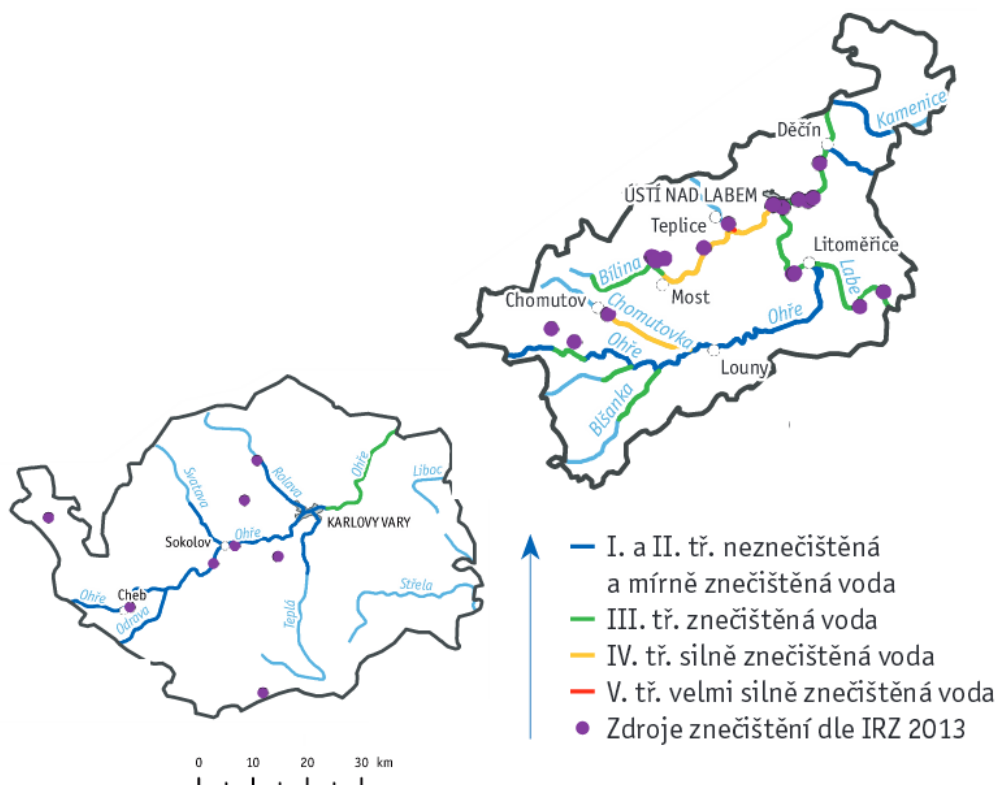 Kamenice
Děčín
ÚSTÍ NAD LABEM
Teplice
Litoměřice
Bílina
Labe
Most
Chomutov
Chomutovka
Ohře
Ohře
Louny
Blšanka
Svatava
Rolava
Ohře
Liboc
KARLOVY VARY
Sokolov
Ohře
Střela
Cheb
Ohře
Odrava
Teplá
I. a II. tř. neznečištěná
a mírně znečištěná voda
III. tř. znečištěná voda
IV. tř. silně znečištěná voda
V. tř. velmi silně znečištěná voda
Zdroje znečištění dle IRZ 2013
0 10 20 30 km